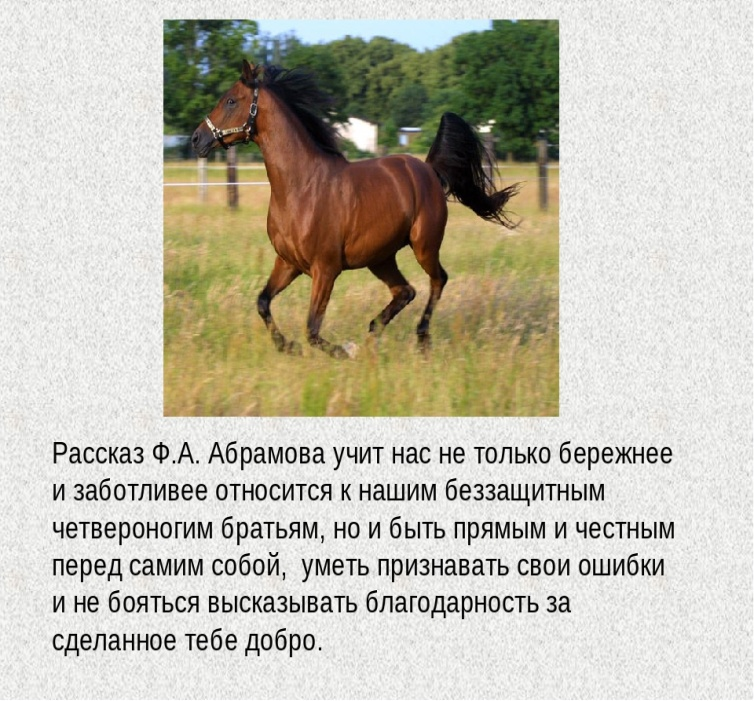 Рассказ Ф.А. Абрамова учит нас не только бережнее
и заботливее относится к нашим беззащитным
четвероногим братьям, но и быть прямым и честным
перед самим собой,  уметь признавать свои ошибки
и не бояться высказывать благодарность за
сделанное тебе добро.